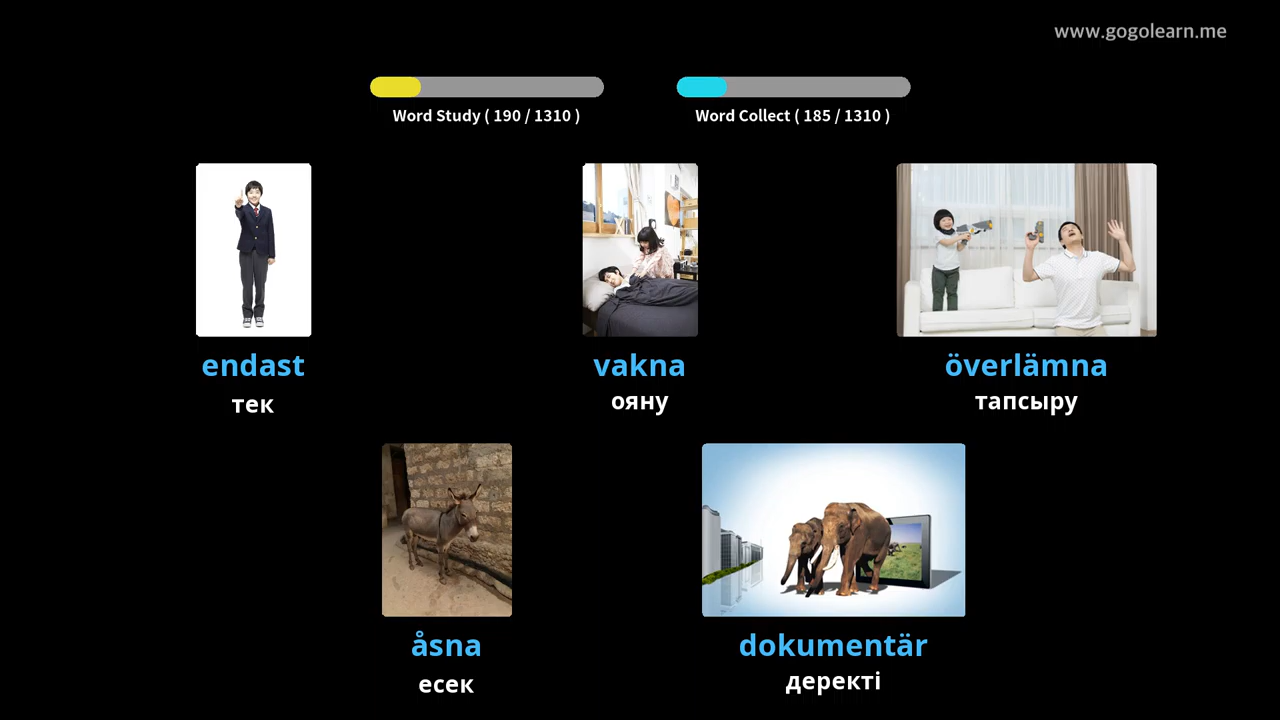 www.gogolearn.me
Word Study ( 190 / 1310 )
Word Collect ( 185 / 1310 )
endast
тек
vakna
ояну
överlämna
тапсыру
åsna
есек
dokumentär
деректі